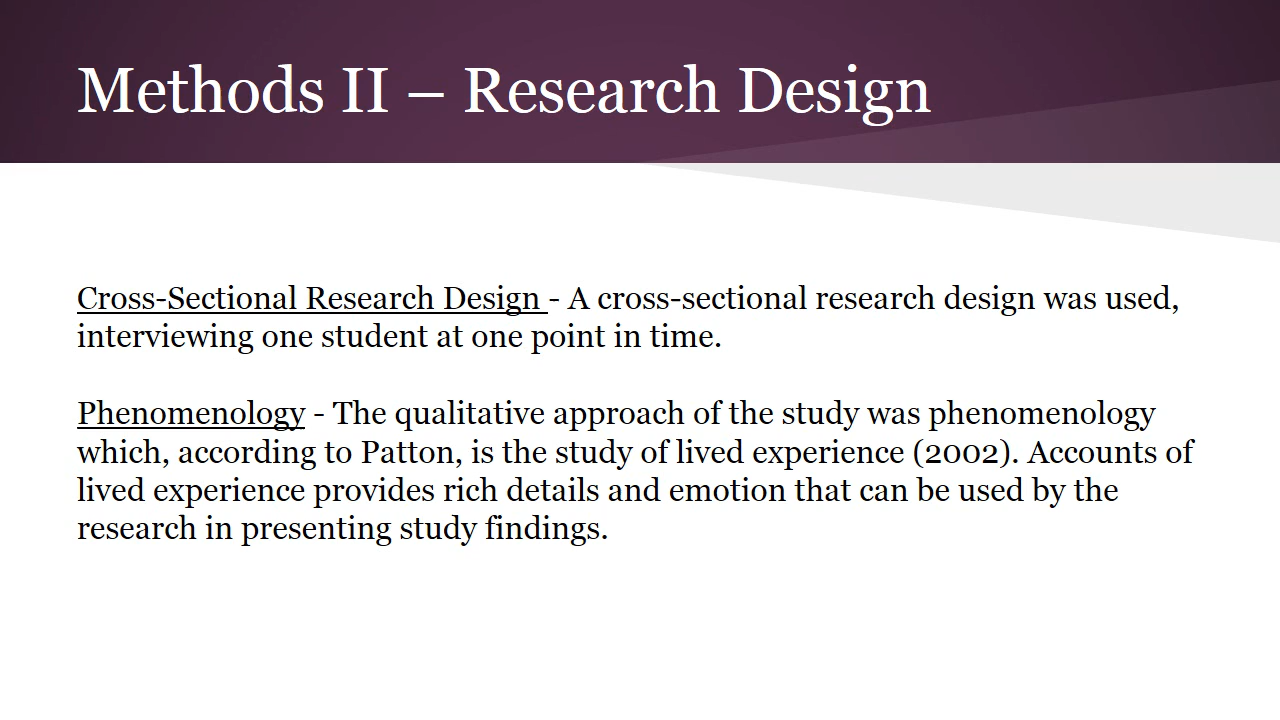 Methods II – Research Design
Cross-Sectional Research Design - A cross-sectional research design was used,
interviewing one student at one point in time.
Phenomenology - The qualitative approach of the study was phenomenology
which, according to Patton, is the study of lived experience (2002). Accounts of
lived experience provides rich details and emotion that can be used by the
research in presenting study findings.